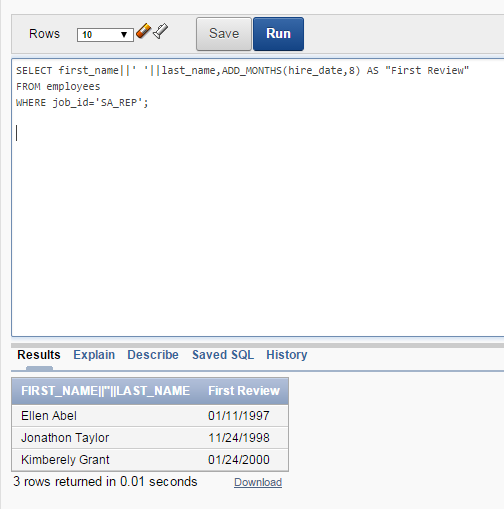 Rows 10 Save Run
SELECT first_name||' '||last_name,ADD_MONTHS(hire_date,8) AS "First Review"
FROM employees
WHERE job_id='SA_REP';
Results Explain Describe Saved SQL History
FIRST_NAME||''||LAST_NAME First Review
Ellen Abel 01/11/1997
Jonathon Taylor 11/24/1998
Kimberely Grant 01/24/2000
3 rows returned in 0.01 seconds Download